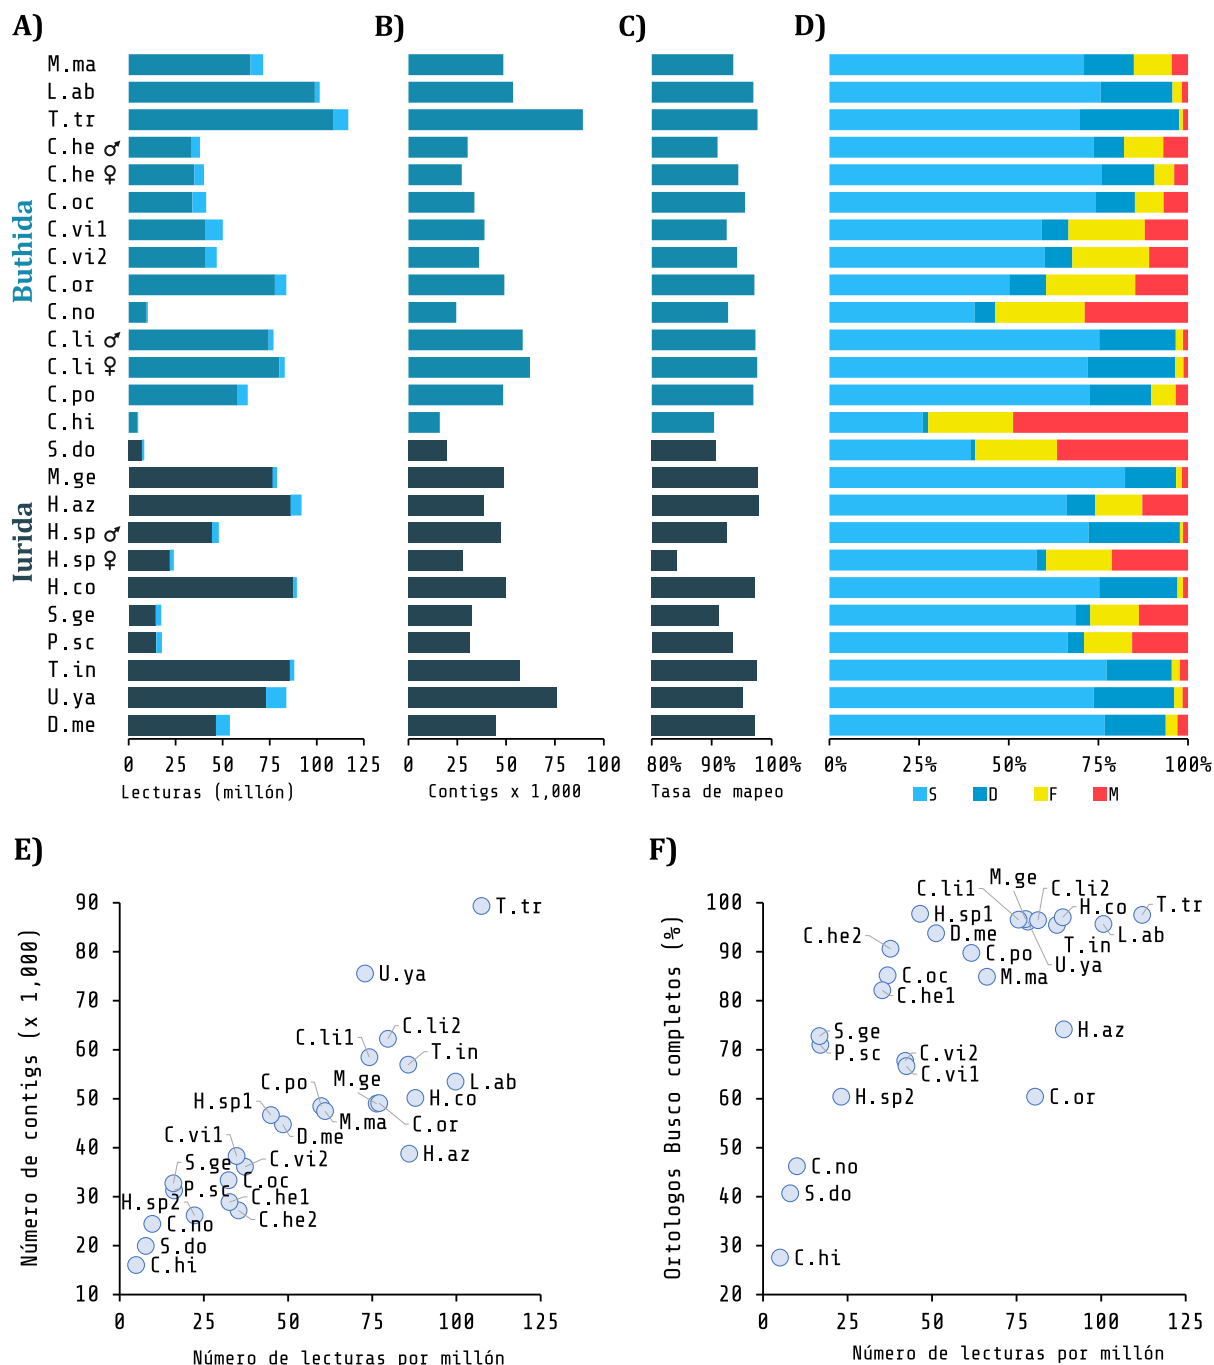 A)
B)
C)
D)
Buthida
Iurida
M.ma
L.ab
T.tr
C.he ♂
C.he ♀
C.oc
C.vi1
C.vi2
C.or
C.no
C.li ♂
C.li ♀
C.po
C.hi
S.do
M.ge
H.az
H.sp ♂
H.sp ♀
H.co
S.ge
P.sc
T.in
U.ya
D.me
0 25 50 75 100 125
Lecturas (millón)
0 25 50 75 100
Contigs x 1,000
80% 90% 100%
Tasa de mapeo
0% 25% 50% 75% 100%
S D F M
E)
Número de contigs (x 1,000)
90
80
70
60
50
40
30
20
10
T.tr
U.ya
C.li2
C.li1
T.in
L.ab
C.po
M.ge
H.co
H.sp1
M.ma
C.or
C.vi1
D.me
H.az
S.ge
C.vi2
P.sc
C.oc
H.sp2
C.he1
C.no
C.he2
S.do
C.hi
0 25 50 75 100 125
Número de lecturas por millón
F)
Ortologos Busco completos (%)
100
90
80
70
60
50
40
30
20
M.ge
C.li1
C.li2
H.co
T.tr
H.sp1
C.he2
D.me
T.in
L.ab
C.po
U.ya
C.oc
M.ma
C.he1
S.ge
H.az
P.sc
C.vi2
C.vi1
H.sp2
C.or
C.no
S.do
C.hi
0 25 50 75 100 125
Número de lecturas por millón